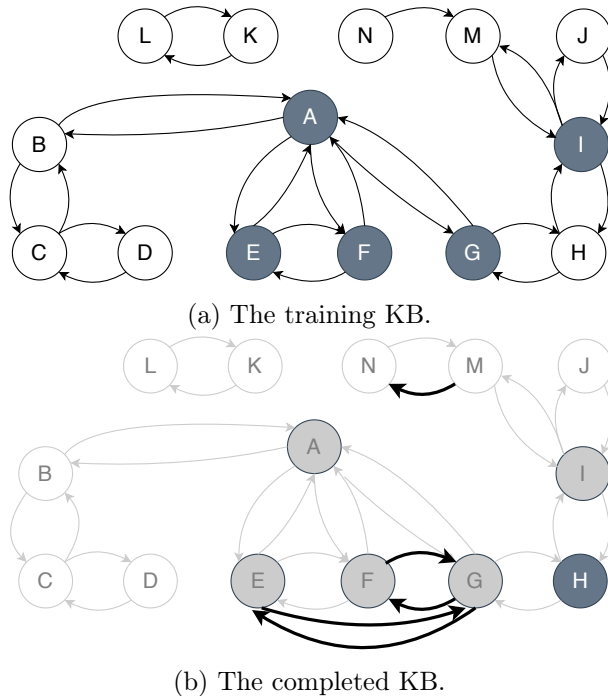 L K N M J
A
B I
C D E F G H
(a) The training KB.
L K N M J
A
B I
C D E F G H
(b) The completed KB.